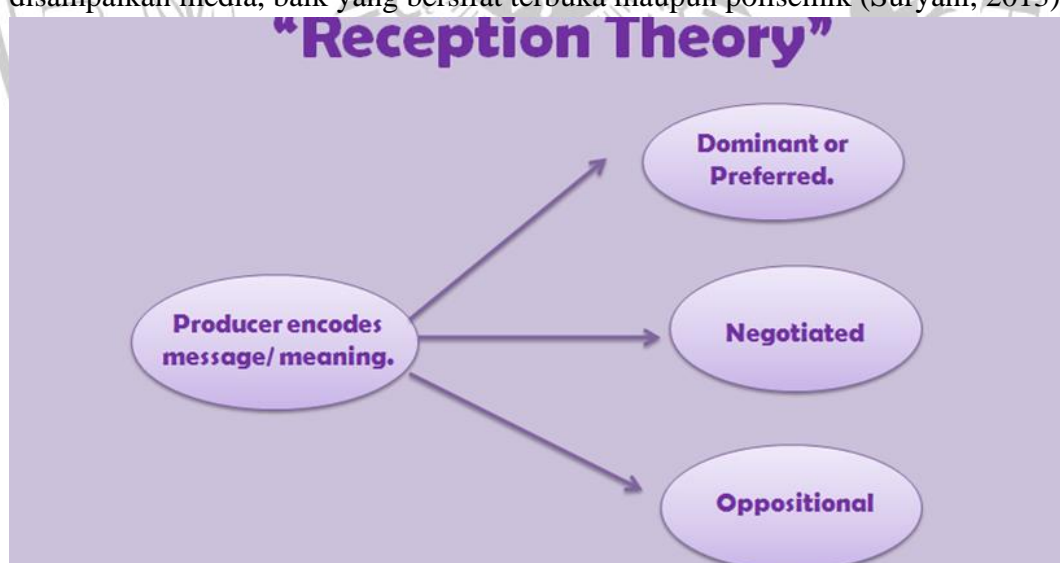 disampaikan media, baik yang bersifat terbuka maupun polisemik (Suryani, 2013)
"Reception Theory"
Dominant or
Preferred.
Producer encodes
message/ meaning.
Negotiated
Oppositional